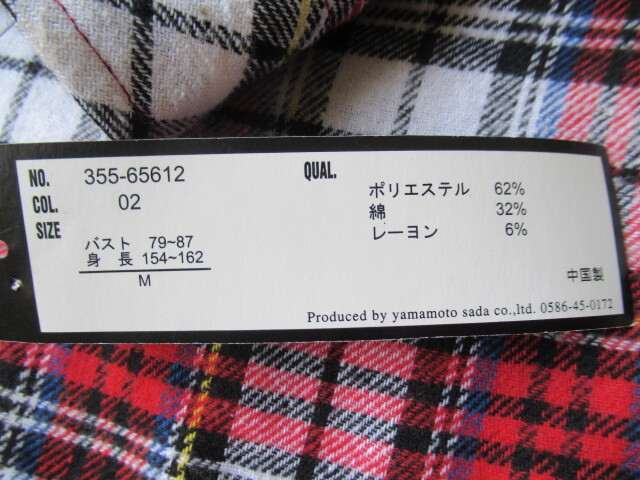 NO. 355-65612
COL. 02
SIZE
バスト 79~87
身 長 154~162
M
QUAL.
ポリエステル 62%
綿 32%
レーヨン 6%
中国製
Produced by yamamoto sada co.,ltd. 0586-45-0172